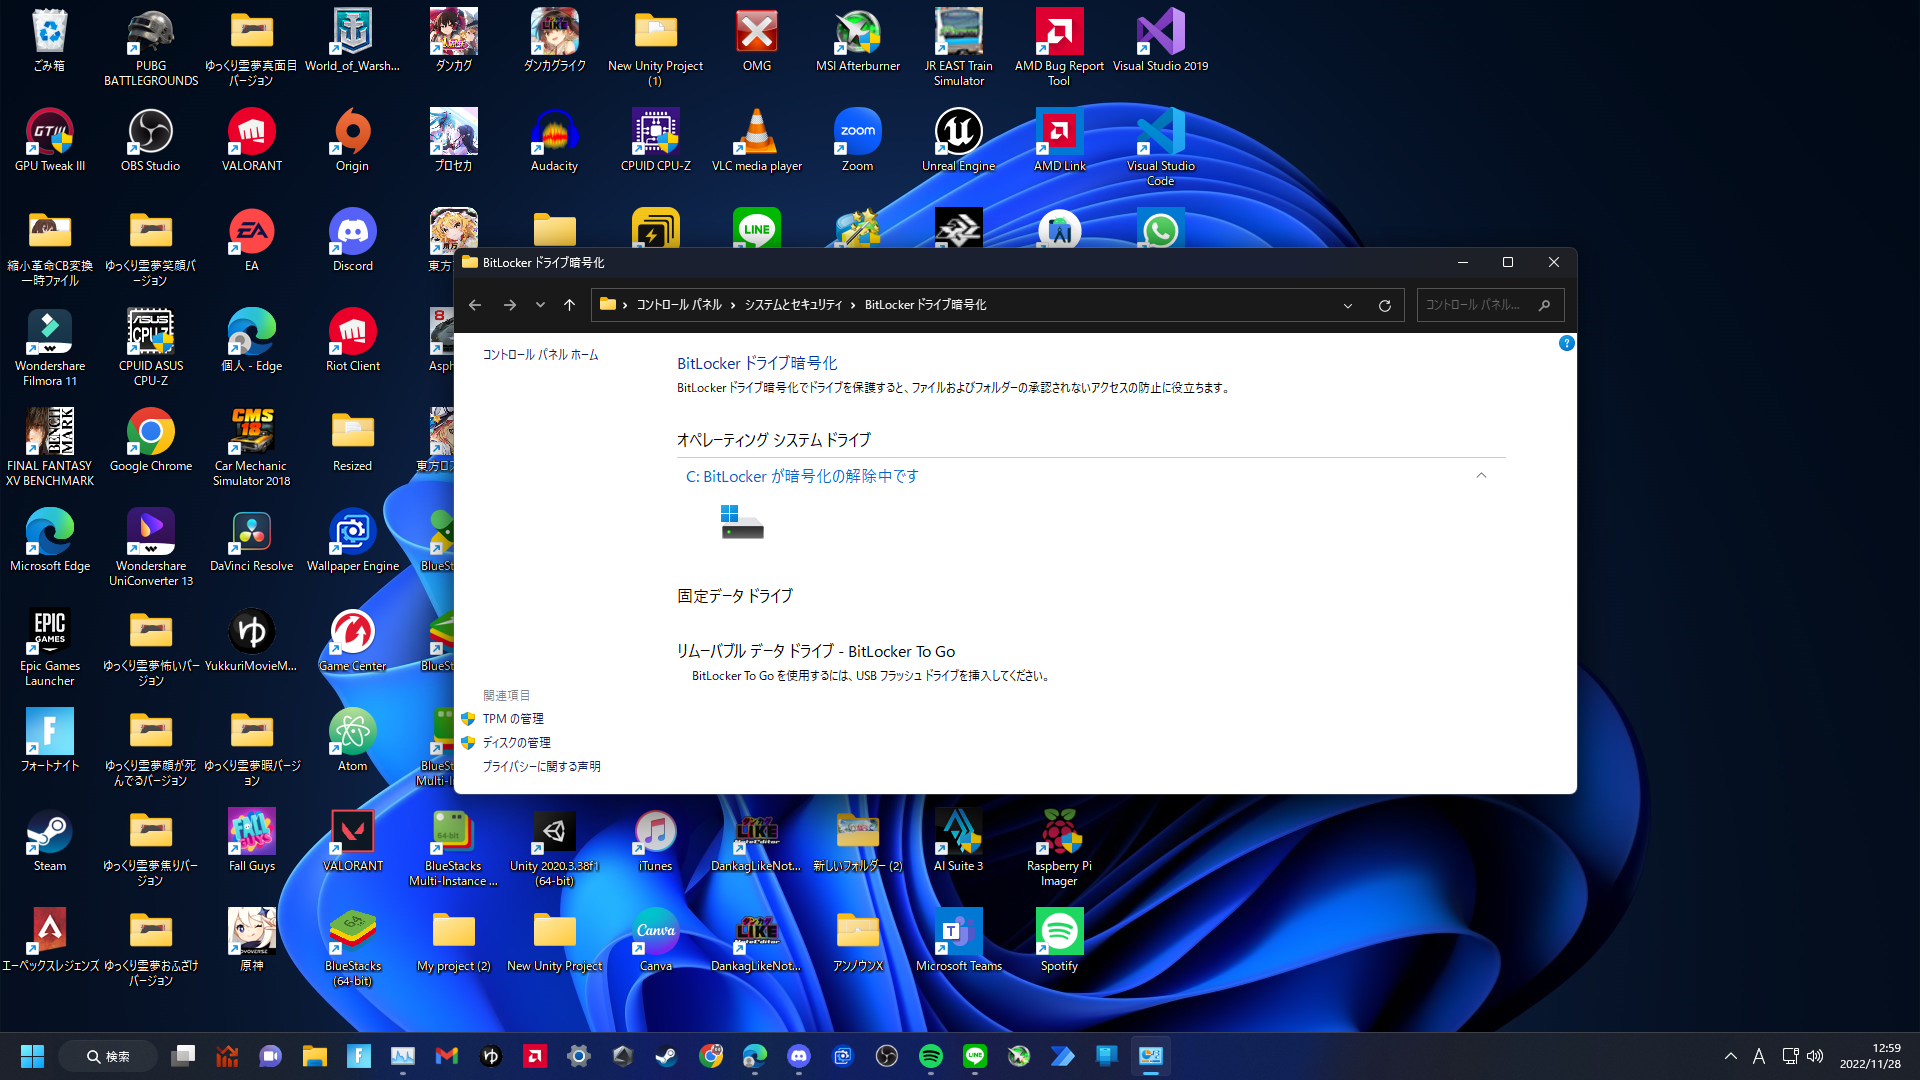 ごみ箱
PUBG BATTLEGROUNDS
ゆっくり霊夢真面目バージョン
World_of_Warsh...
ダンカグ
ダンカグライク
New Unity Project (1)
OMG
MSI Afterburner
JR EAST Train Simulator
AMD Bug Report Tool
Visual Studio 2019
GPU Tweak III
OBS Studio
VALORANT
Origin
プロセカ
Audacity
CPUID CPU-Z
VLC media player
Zoom
Unreal Engine
AMD Link
Visual Studio Code
縮小革命CB変換一時ファイル
ゆっくり霊夢笑顔バージョン
EA
Discord
BitLocker ドライブ暗号化
コントロール パネル
システムとセキュリティ
BitLocker ドライブ暗号化
コントロール パネル...
コントロール パネル ホーム
BitLocker ドライブ暗号化
BitLocker ドライブ暗号化でドライブを保護すると、ファイルおよびフォルダーの承認されないアクセスの防止に役立ちます。
オペレーティング システム ドライブ
C: BitLocker が暗号化の解除中です
固定データ ドライブ
リムーバブル データ ドライブ - BitLocker To Go
BitLocker To Go を使用するには、USB フラッシュ ドライブを挿入してください。
関連項目
TPM の管理
ディスクの管理
プライバシーに関する声明
Wondershare Filmora 11
CPUID ASUS CPU-Z
個人 - Edge
Riot Client
Asph
FINAL FANTASY XV BENCHMARK
Google Chrome
Car Mechanic Simulator 2018
Resized
Microsoft Edge
Wondershare UniConverter 13
DaVinci Resolve
Wallpaper Engine
BlueSt
Epic Games Launcher
ゆっくり霊夢怖いバージョン
YukkuriMovieM...
Game Center
BlueSt
フォートナイト
ゆっくり霊夢顔が死んでるバージョン
ゆっくり霊夢暇バージョン
Atom
BlueSt
Multi-I
Steam
ゆっくり霊夢焦りバージョン
Fall Guys
VALORANT
BlueStacks Multi-Instance ...
Unity 2020.3.38f1 (64-bit)
iTunes
DankagLikeNot...
新しいフォルダー (2)
AI Suite 3
Raspberry Pi Imager
エーペックスレジェンズ
ゆっくり霊夢おふざけバージョン
原神
BlueStacks (64-bit)
My project (2)
New Unity Project
Canva
DankagLikeNot...
アンノウンX
Microsoft Teams
Spotify
検索
A
12:59
2022/11/28